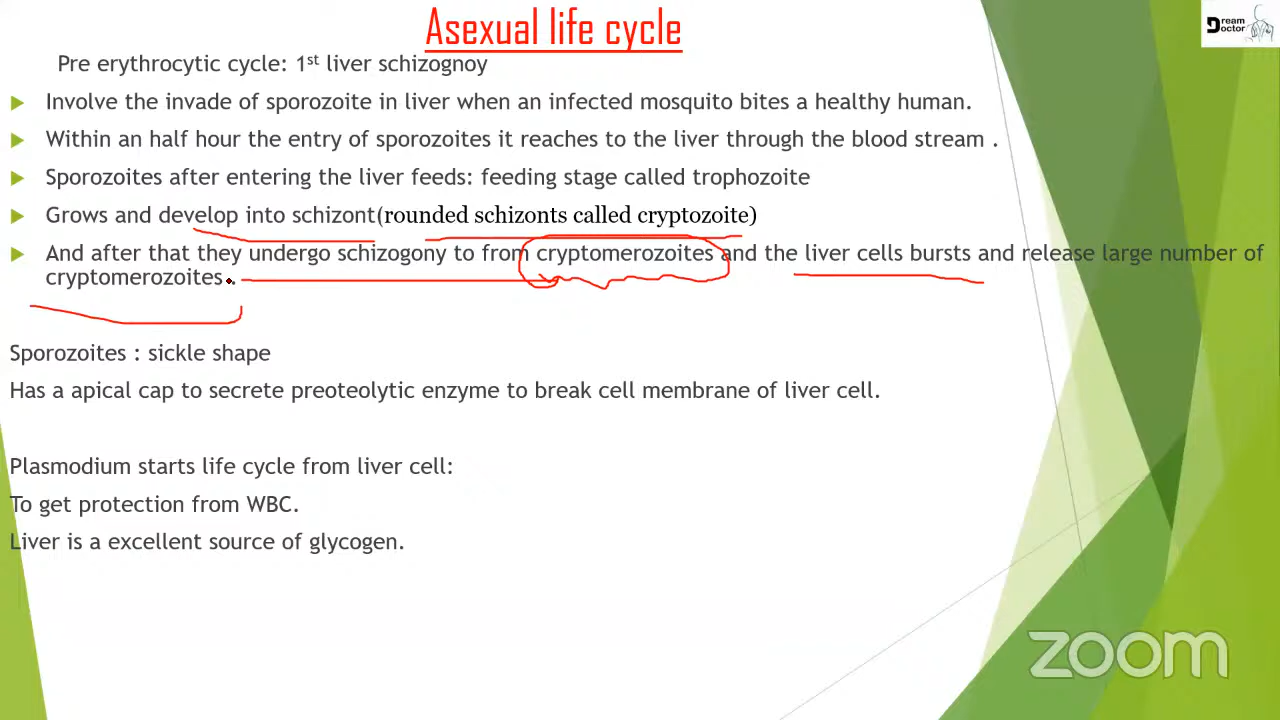 Asexual life cycle
Dream
Doctor
Pre erythrocytic cycle: 1st liver schizognoy
Involve the invade of sporozoite in liver when an infected mosquito bites a healthy human.
Within an half hour the entry of sporozoites it reaches to the liver through the blood stream .
Sporozoites after entering the liver feeds: feeding stage called trophozoite
Grows and develop into schizont(rounded schizonts called cryptozoite)
And after that they undergo schizogony to from cryptomerozoites and the liver cells bursts and release large number of
cryptomerozoites .
Sporozoites : sickle shape
Has a apical cap to secrete preoteolytic enzyme to break cell membrane of liver cell.
Plasmodium starts life cycle from liver cell:
To get protection from WBC.
Liver is a excellent source of glycogen.
zoom